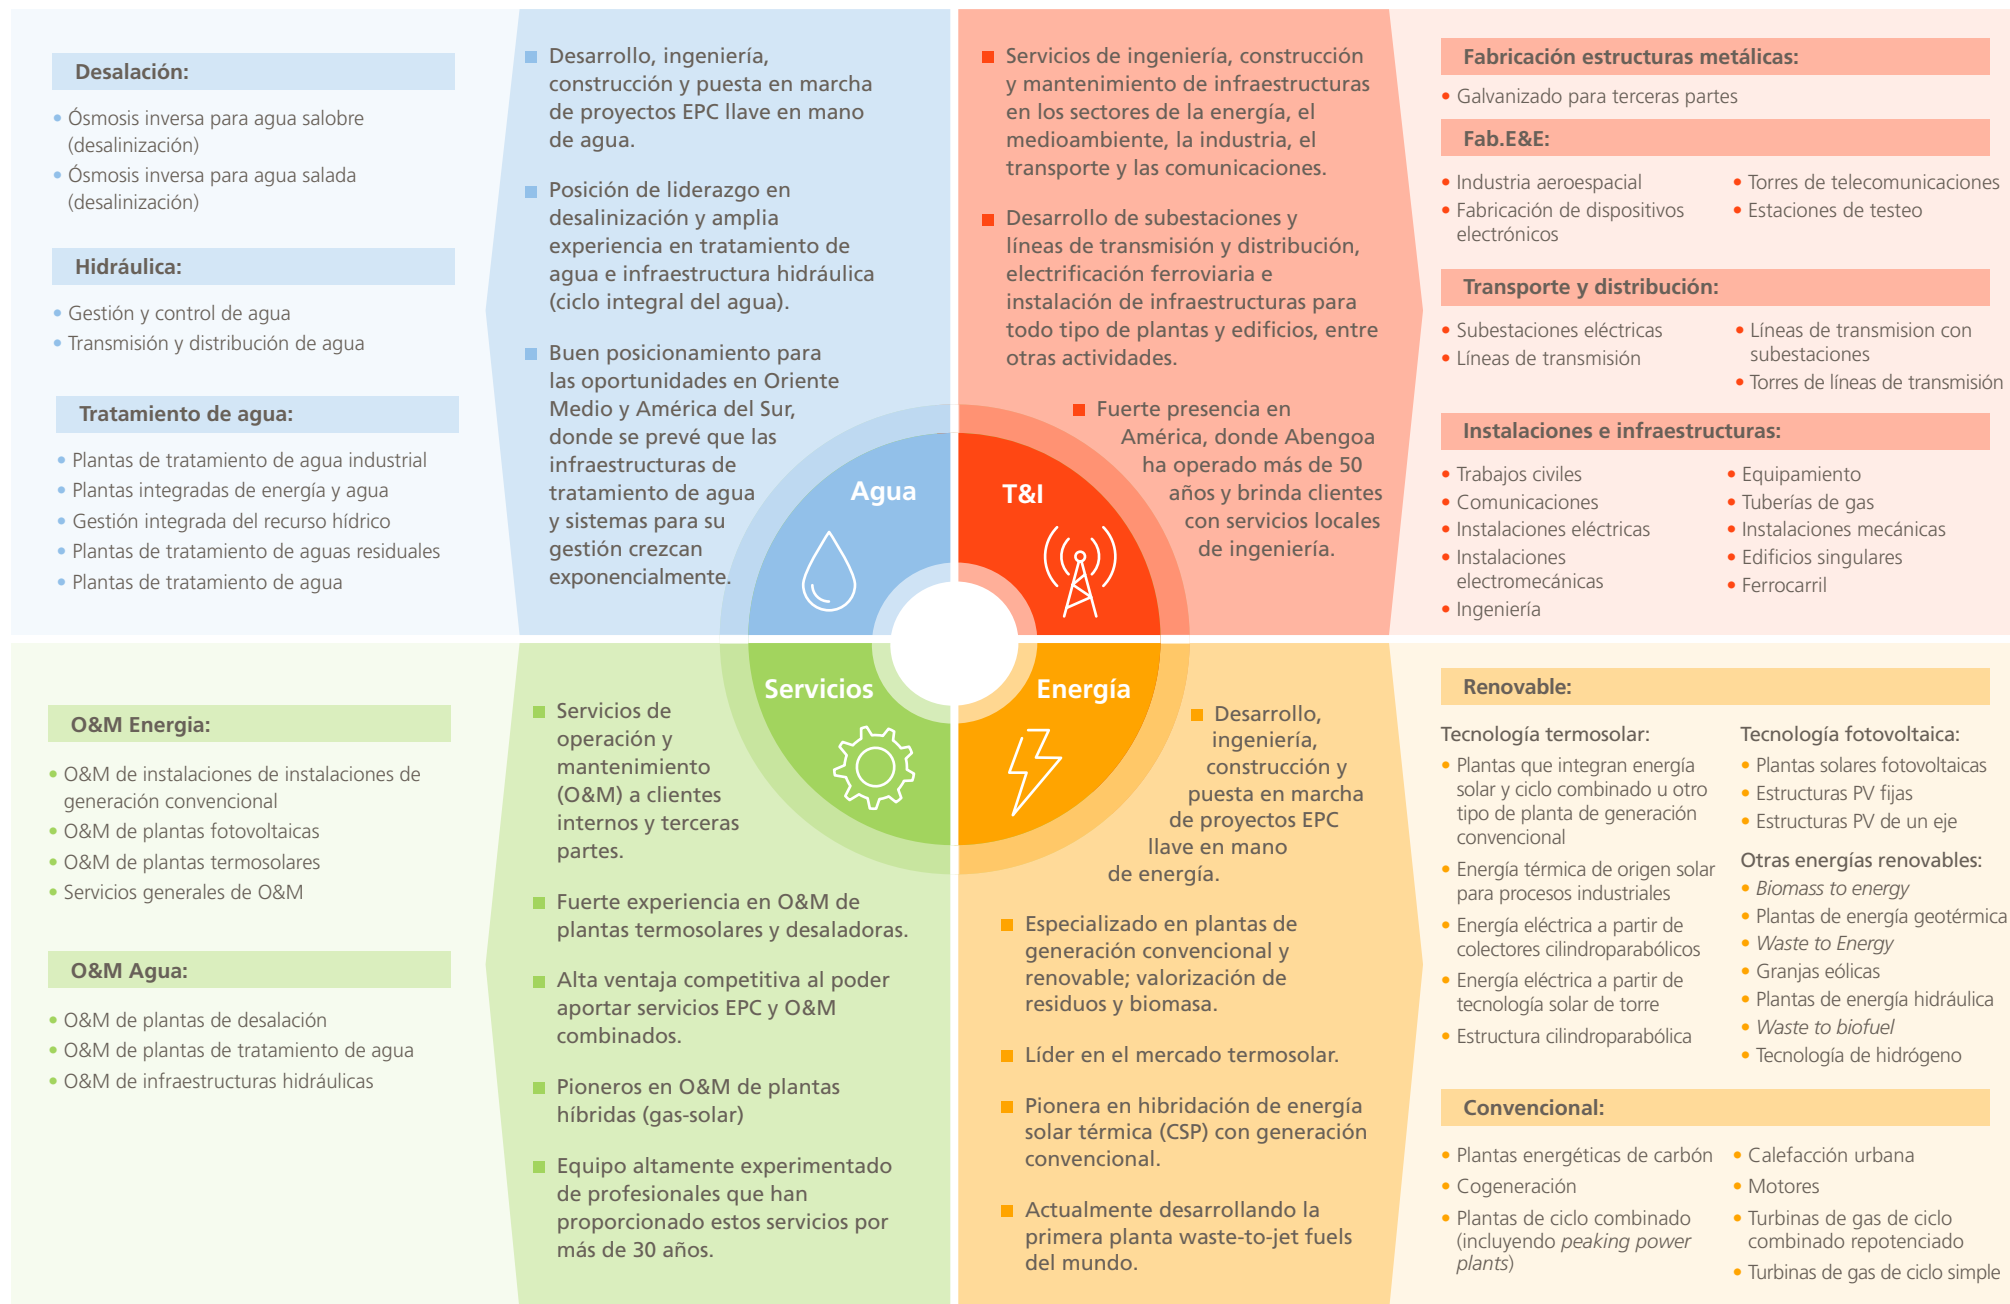 Desalación:
• Ósmosis inversa para agua salobre
(desalinización)
• Ósmosis inversa para agua salada
(desalinización)
Hidráulica:
• Gestión y control de agua
• Transmisión y distribución de agua
Tratamiento de agua:
• Plantas de tratamiento de agua industrial
• Plantas integradas de energía y agua
• Gestión integrada del recurso hídrico
• Plantas de tratamiento de aguas residuales
• Plantas de tratamiento de agua
Desarrollo, ingeniería,
construcción y puesta en marcha
de proyectos EPC llave en mano
de agua.
Posición de liderazgo en
desalinización y amplia
experiencia en tratamiento de
agua e infraestructura hidráulica
(ciclo integral del agua).
Buen posicionamiento para
las oportunidades en Oriente
Medio y América del Sur,
donde se prevé que las
infraestructuras de
tratamiento de agua
y sistemas para su
gestión crezcan
exponencialmente.
Agua
T&I
Servicios de ingeniería, construcción
y mantenimiento de infraestructuras
en los sectores de la energía, el
medioambiente, la industria, el
transporte y las comunicaciones.
Desarrollo de subestaciones y
líneas de transmisión y distribución,
electrificación ferroviaria e
instalación de infraestructuras para
todo tipo de plantas y edificios, entre
otras actividades.
Fuerte presencia en
América, donde Abengoa
ha operado más de 50
años y brinda clientes
con servicios locales
de ingeniería.
Fabricación estructuras metálicas:
• Galvanizado para terceras partes
Fab.E&E:
• Industria aeroespacial
• Fabricación de dispositivos
electrónicos
• Torres de telecomunicaciones
• Estaciones de testeo
Transporte y distribución:
• Subestaciones eléctricas
• Líneas de transmisión
• Líneas de transmision con
subestaciones
• Torres de líneas de transmisión
Instalaciones e infraestructuras:
• Trabajos civiles
• Comunicaciones
• Instalaciones eléctricas
• Instalaciones
electromecánicas
• Ingeniería
• Equipamiento
• Tuberías de gas
• Instalaciones mecánicas
• Edificios singulares
• Ferrocarril
O&M Energia:
• O&M de instalaciones de instalaciones de
generación convencional
• O&M de plantas fotovoltaicas
• O&M de plantas termosolares
• Servicios generales de O&M
O&M Agua:
• O&M de plantas de desalación
• O&M de plantas de tratamiento de agua
• O&M de infraestructuras hidráulicas
Servicios
Servicios de
operación y
mantenimiento
(O&M) a clientes
internos y terceras
partes.
Fuerte experiencia en O&M de
plantas termosolares y desaladoras.
Alta ventaja competitiva al poder
aportar servicios EPC y O&M
combinados.
Pioneros en O&M de plantas
híbridas (gas-solar)
Equipo altamente experimentado
de profesionales que han
proporcionado estos servicios por
más de 30 años.
Energía
Desarrollo,
ingeniería,
construcción y
puesta en marcha
de proyectos EPC
llave en mano
de energía.
Especializado en plantas de
generación convencional y
renovable; valorización de
residuos y biomasa.
Líder en el mercado termosolar.
Pionera en hibridación de energía
solar térmica (CSP) con generación
convencional.
Actualmente desarrollando la
primera planta waste-to-jet fuels
del mundo.
Renovable:
Tecnología termosolar:
• Plantas que integran energía
solar y ciclo combinado u otro
tipo de planta de generación
convencional
• Energía térmica de origen solar
para procesos industriales
• Energía eléctrica a partir de
colectores cilindroparabólicos
• Energía eléctrica a partir de
tecnología solar de torre
• Estructura cilindroparabólica
Tecnología fotovoltaica:
• Plantas solares fotovoltaicas
• Estructuras PV fijas
• Estructuras PV de un eje
Otras energías renovables:
• Biomass to energy
• Plantas de energía geotérmica
• Waste to Energy
• Granjas eólicas
• Plantas de energía hidráulica
• Waste to biofuel
• Tecnología de hidrógeno
Convencional:
• Plantas energéticas de carbón
• Cogeneración
• Plantas de ciclo combinado
(incluyendo peaking power
plants)
• Calefacción urbana
• Motores
• Turbinas de gas de ciclo
combinado repotenciado
• Turbinas de gas de ciclo simple